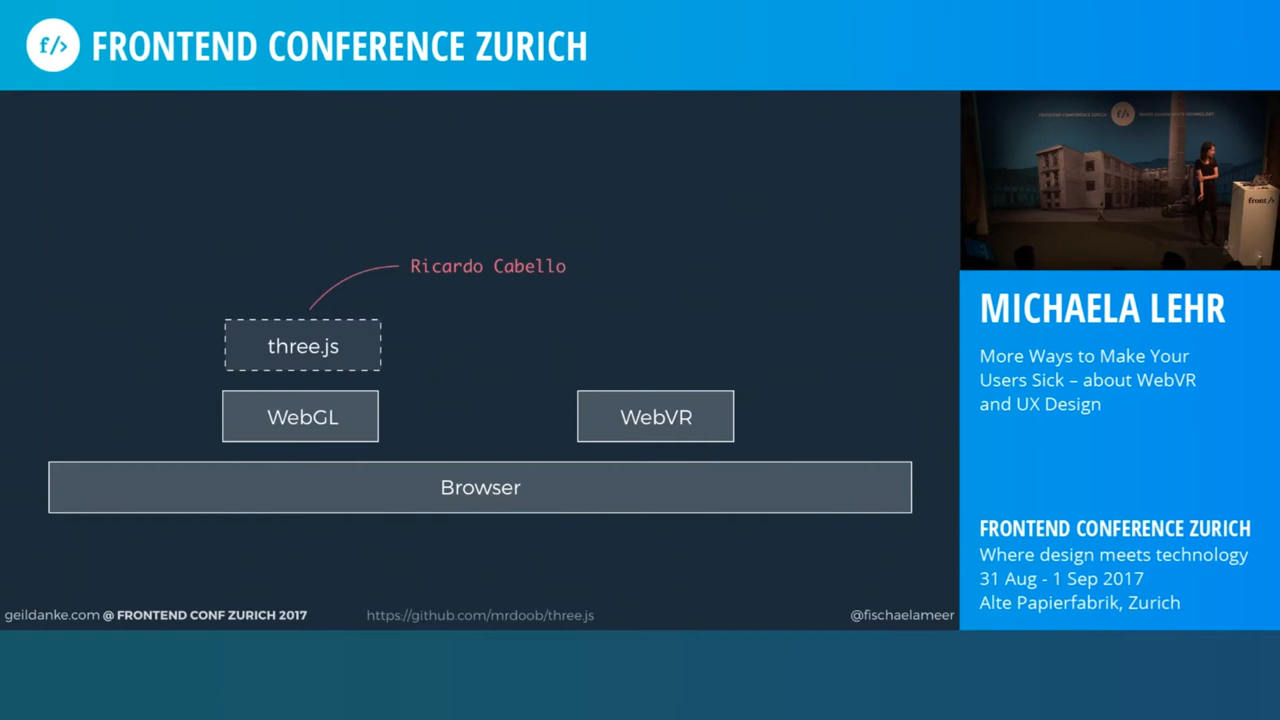 f/> FRONTEND CONFERENCE ZURICH
Ricardo Cabello
three.js
WebGL
WebVR
Browser
geildanke.com @ FRONTEND CONF ZURICH 2017
https://github.com/mrdoob/three.js
@fischaelameer
f/>
front/>
MICHAELA LEHR
More Ways to Make Your
Users Sick – about WebVR
and UX Design
FRONTEND CONFERENCE ZURICH
Where design meets technology
31 Aug - 1 Sep 2017
Alte Papierfabrik, Zurich